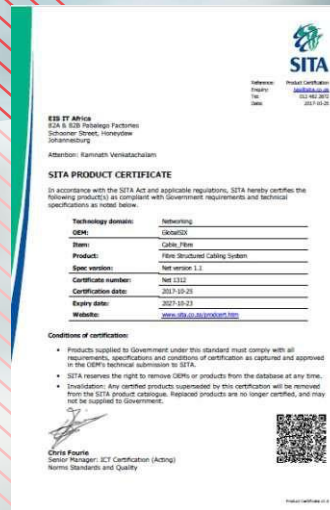 SITA
Reference: Product Certification
Enquiry
Tel 012 482 2872
Date 2017-10-25
EIS IT Africa
82A & 82B Pabalego Factories
Schooner Street, Honeydew
Johannesburg
Attention: Ramnath Venkatachalam
SITA PRODUCT CERTIFICATE
In accordance with the SITA Act and applicable regulations, SITA hereby certifies the
following product(s) as compliant with Government requirements and technical
specifications as noted below.
Technology domain: Networking
OEM: GlobalSIX
Item: Cable_Fibre
Product: Fibre Structured Cabling System
Spec version: Net version 1.1
Certificate number: Net 1312
Certification date: 2017-10-25
Expiry date: 2027-10-23
Website: www.sita.co.za/prodcert.htm
Conditions of certification:
• Products supplied to Government under this standard must comply with all
requirements, specifications and conditions of certification as captured and approved
in the OEM's technical submission to SITA.
• SITA reserves the right to remove OEMs or products from the database at any time.
• Invalidation: Any certified products superseded by this certification will be removed
from the SITA product catalogue. Replaced products are no longer certified, and may
not be supplied to Government.
Chris Fourie
Senior Manager: ICT Certification (Acting)
Norms Standards and Quality